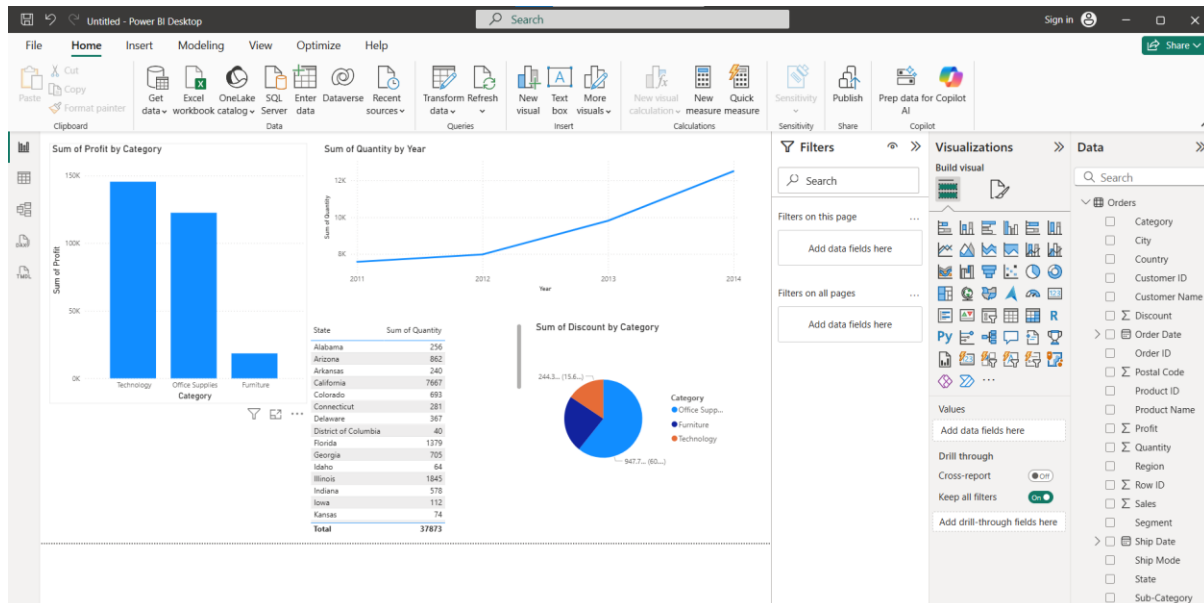 Untitled - Power BI Desktop
Search
Sign in
File Home Insert Modeling View Optimize Help
Share
Paste
Cut
Copy
Format painter
Clipboard
Get data
Excel workbook
OneLake catalog
SQL Server
Enter data
Dataverse
Recent sources
Data
Transform data
Refresh
Queries
New visual
Text box
More visuals
Insert
New visual calculation
New measure
Quick measure
Calculations
Sensitivity
Sensitivity
Publish
Share
Prep data for AI
Copilot
Copilot
Sum of Profit by Category
150K
100K
50K
0K
Sum of Profit
Technology Office Supplies Furniture
Category
Sum of Quantity by Year
12K
10K
8K
Sum of Quantity
2011 2012 2013 2014
Year
State Sum of Quantity
Alabama 256
Arizona 862
Arkansas 240
California 7667
Colorado 693
Connecticut 281
Delaware 367
District of Columbia 40
Florida 1379
Georgia 705
Idaho 64
Illinois 1845
Indiana 578
Iowa 112
Kansas 74
Total 37873
Sum of Discount by Category
244.3... (15.6...
947.7... (60....)
Category
Office Supp...
Furniture
Technology
Filters
Search
Filters on this page ...
Add data fields here
Filters on all pages ...
Add data fields here
Visualizations
Build visual
R
Py
...
Values
Add data fields here
Drill through
Cross-report Off
Keep all filters On
Add drill-through fields here
Data
Search
Orders
Category
City
Country
Customer ID
Customer Name
Discount
Order Date
Order ID
Postal Code
Product ID
Product Name
Profit
Quantity
Region
Row ID
Sales
Segment
Ship Date
Ship Mode
State
Sub-Category